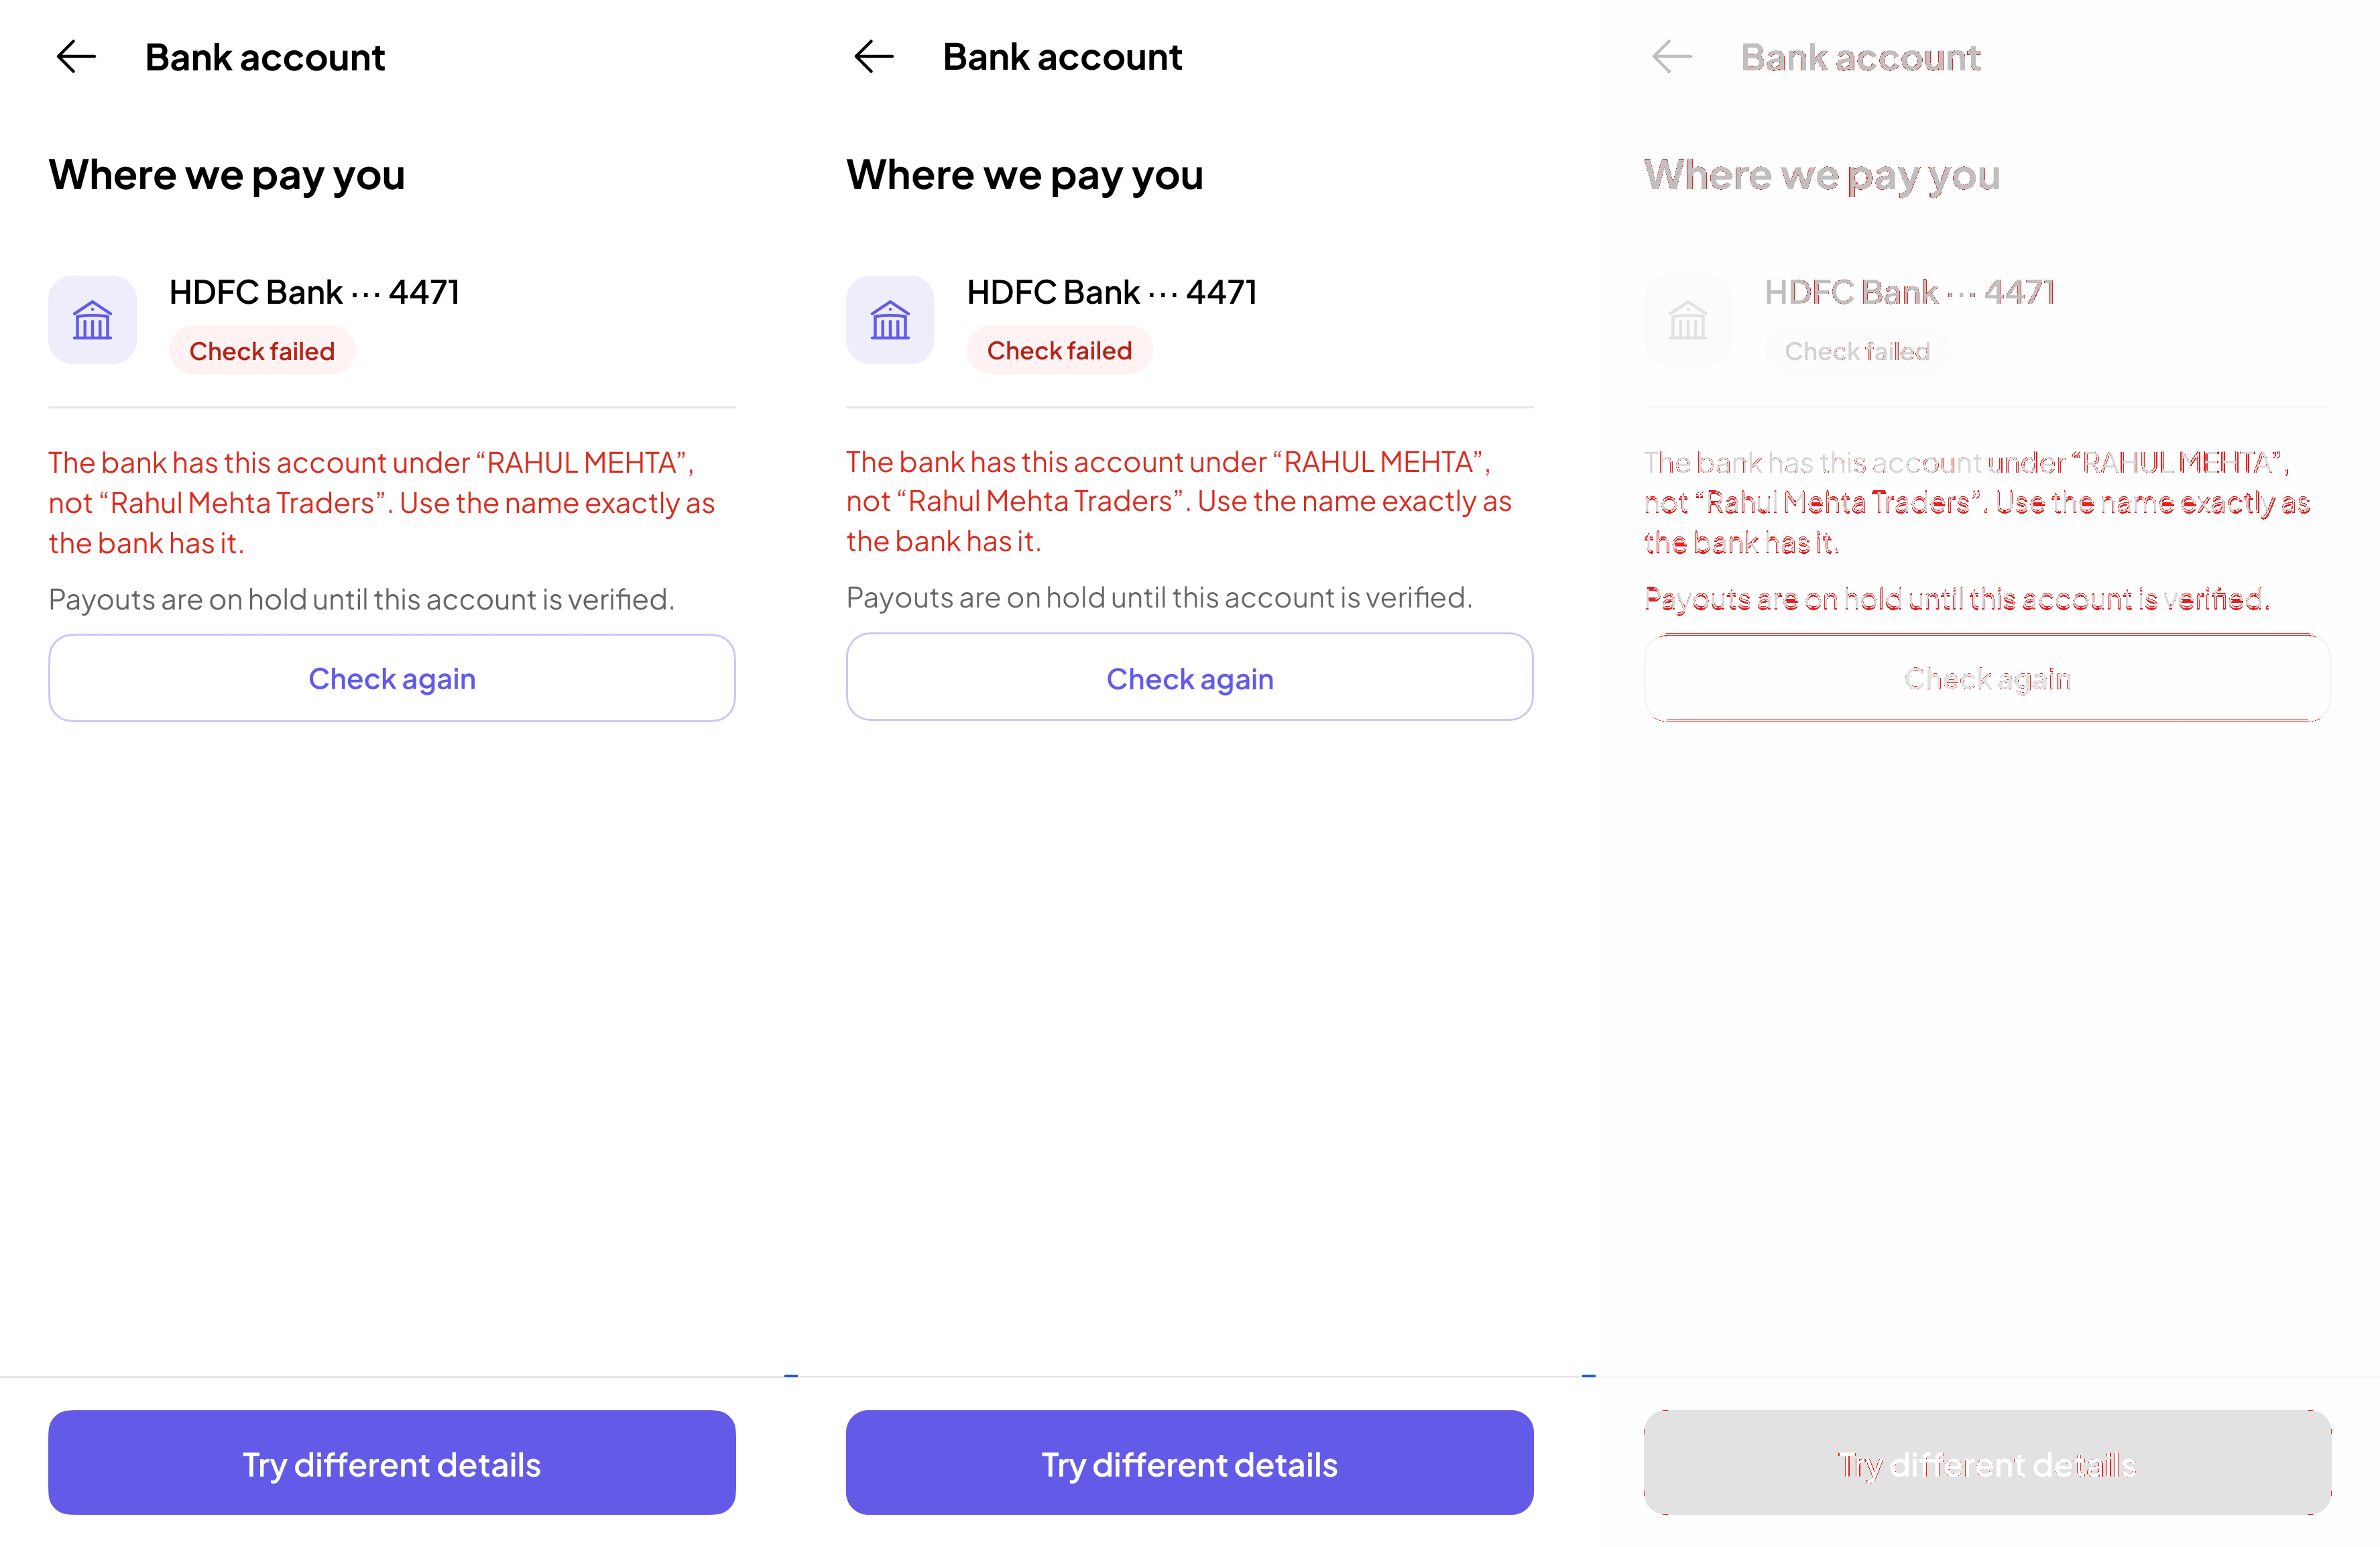 Bank account
Where we pay you
HDFC Bank ··· 4471
Check failed
The bank has this account under “RAHUL MEHTA”,
not “Rahul Mehta Traders”. Use the name exactly as
the bank has it.
Payouts are on hold until this account is verified.
Check again
Try different details
Bank account
Where we pay you
HDFC Bank ··· 4471
Check failed
The bank has this account under “RAHUL MEHTA”,
not “Rahul Mehta Traders”. Use the name exactly as
the bank has it.
Payouts are on hold until this account is verified.
Check again
Try different details
Bank account
Where we pay you
HDFC Bank ··· 4471
Check failed
The bank has this account under “RAHUL MEHTA”,
not “Rahul Mehta Traders”. Use the name exactly as
the bank has it.
Payouts are on hold until this account is verified.
Check again
Try different details